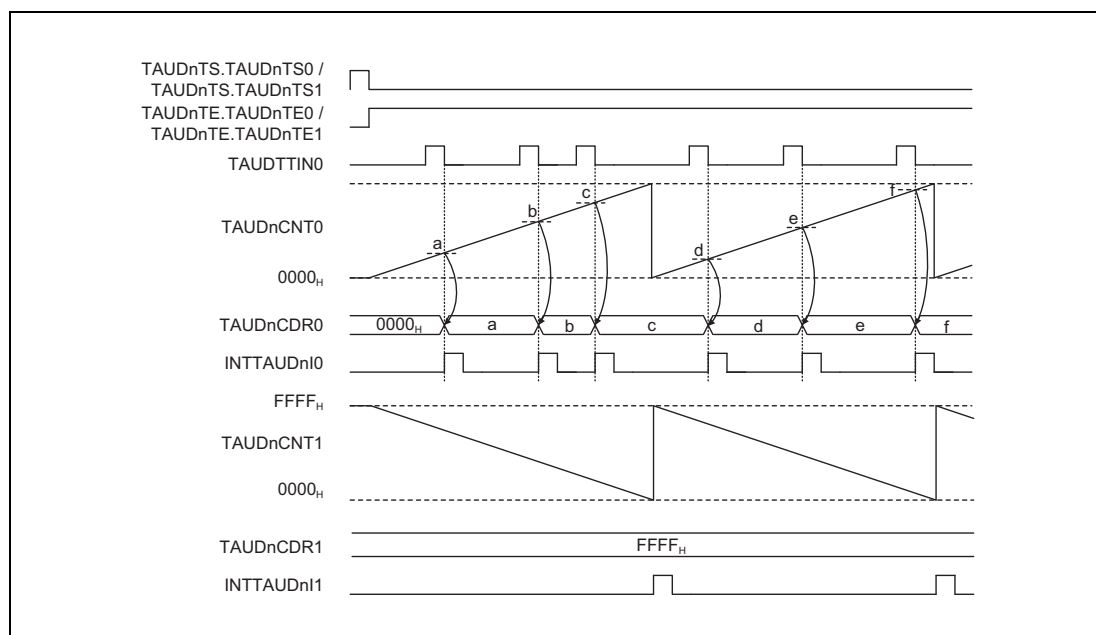 TAUDnTS.TAUDnTS0 /
TAUDnTS.TAUDnTS1
TAUDnTE.TAUDnTE0 /
TAUDnTE.TAUDnTE1
TAUDTTIN0
TAUDnCNT0
a
b
c
d
e
f
0000H
TAUDnCDR0
0000H a b c d e f
INTTAUDnI0
FFFFH
TAUDnCNT1
0000H
TAUDnCDR1
FFFFH
INTTAUDnI1